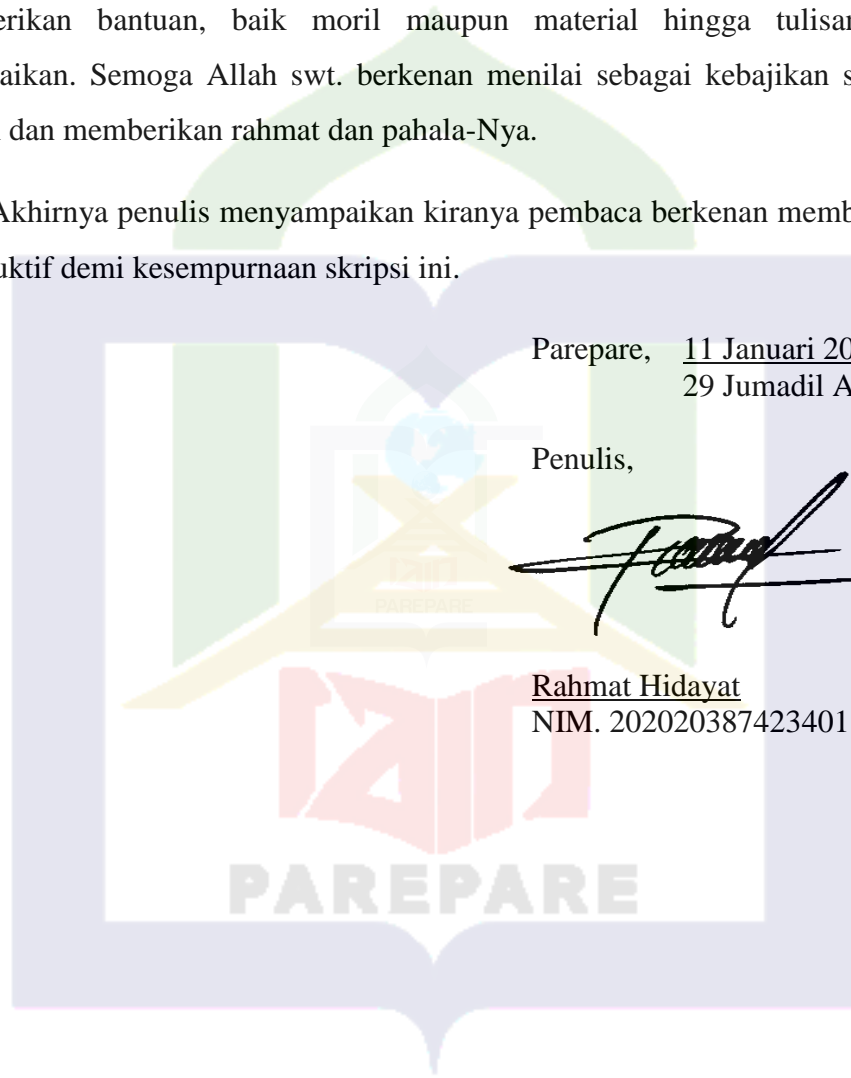 erikan bantuan, baik moril maupun material hingga tulisan
aikan. Semoga Allah swt. berkenan menilai sebagai kebajikan s
dan memberikan rahmat dan pahala-Nya.
Akhirnya penulis menyampaikan kiranya pembaca berkenan memb
uktif demi kesempurnaan skripsi ini.
Parepare, 11 Januari 20
29 Jumadil A
Penulis,
PAREPARE
Rahmat Hidayat
NIM. 202020387423401
PAREPARE